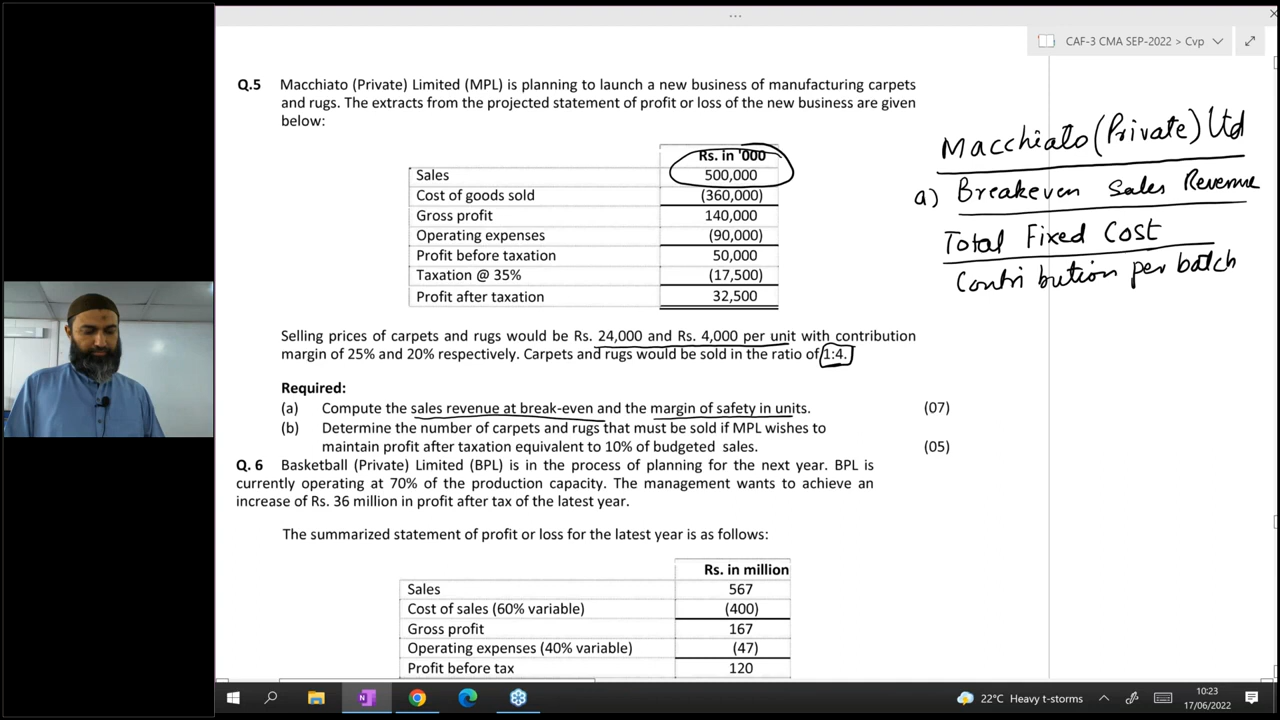 CAF-3 CMA SEP-2022 > Cvp
Q.5 Macchiato (Private) Limited (MPL) is planning to launch a new business of manufacturing carpets
and rugs. The extracts from the projected statement of profit or loss of the new business are given
below:
Rs. in '000
Sales 500,000
Cost of goods sold (360,000)
Gross profit 140,000
Operating expenses (90,000)
Profit before taxation 50,000
Taxation @ 35% (17,500)
Profit after taxation 32,500
Selling prices of carpets and rugs would be Rs. 24,000 and Rs. 4,000 per unit with contribution
margin of 25% and 20% respectively. Carpets and rugs would be sold in the ratio of 1:4.
Required:
(a) Compute the sales revenue at break-even and the margin of safety in units. (07)
(b) Determine the number of carpets and rugs that must be sold if MPL wishes to
maintain profit after taxation equivalent to 10% of budgeted sales. (05)
Q. 6 Basketball (Private) Limited (BPL) is in the process of planning for the next year. BPL is
currently operating at 70% of the production capacity. The management wants to achieve an
increase of Rs. 36 million in profit after tax of the latest year.
The summarized statement of profit or loss for the latest year is as follows:
Rs. in million
Sales 567
Cost of sales (60% variable) (400)
Gross profit 167
Operating expenses (40% variable) (47)
Profit before tax 120
Macchiato (Private) Ltd
a) Breakeven Sales Revenue
Total Fixed Cost
Contribution per batch
22°C Heavy t-storms
10:23
17/06/2022